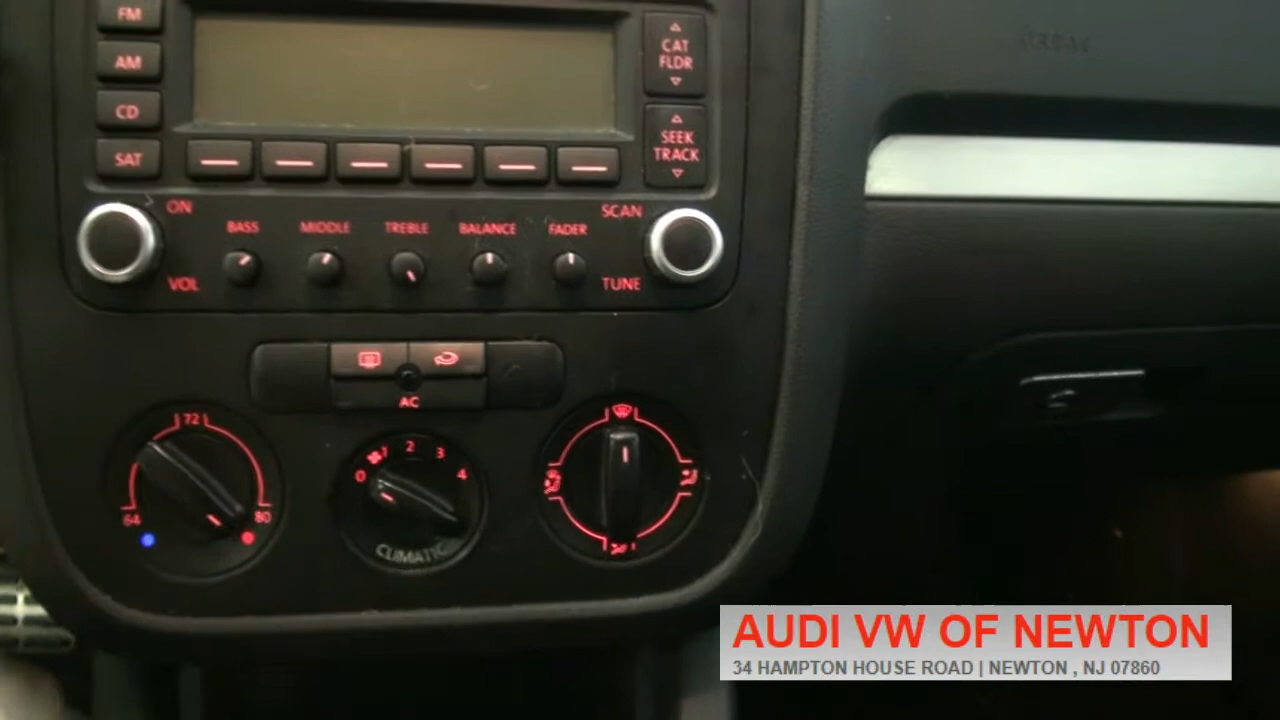 FM
AM
CD
SAT
CAT
FLDR
SEEK
TRACK
ON
VOL
BASS
MIDDLE
TREBLE
BALANCE
FADER
SCAN
TUNE
AC
72
64
80
0
1
2
3
4
CLIMATIC
AIRBAG
AUDI VW OF NEWTON
34 HAMPTON HOUSE ROAD | NEWTON , NJ 07860